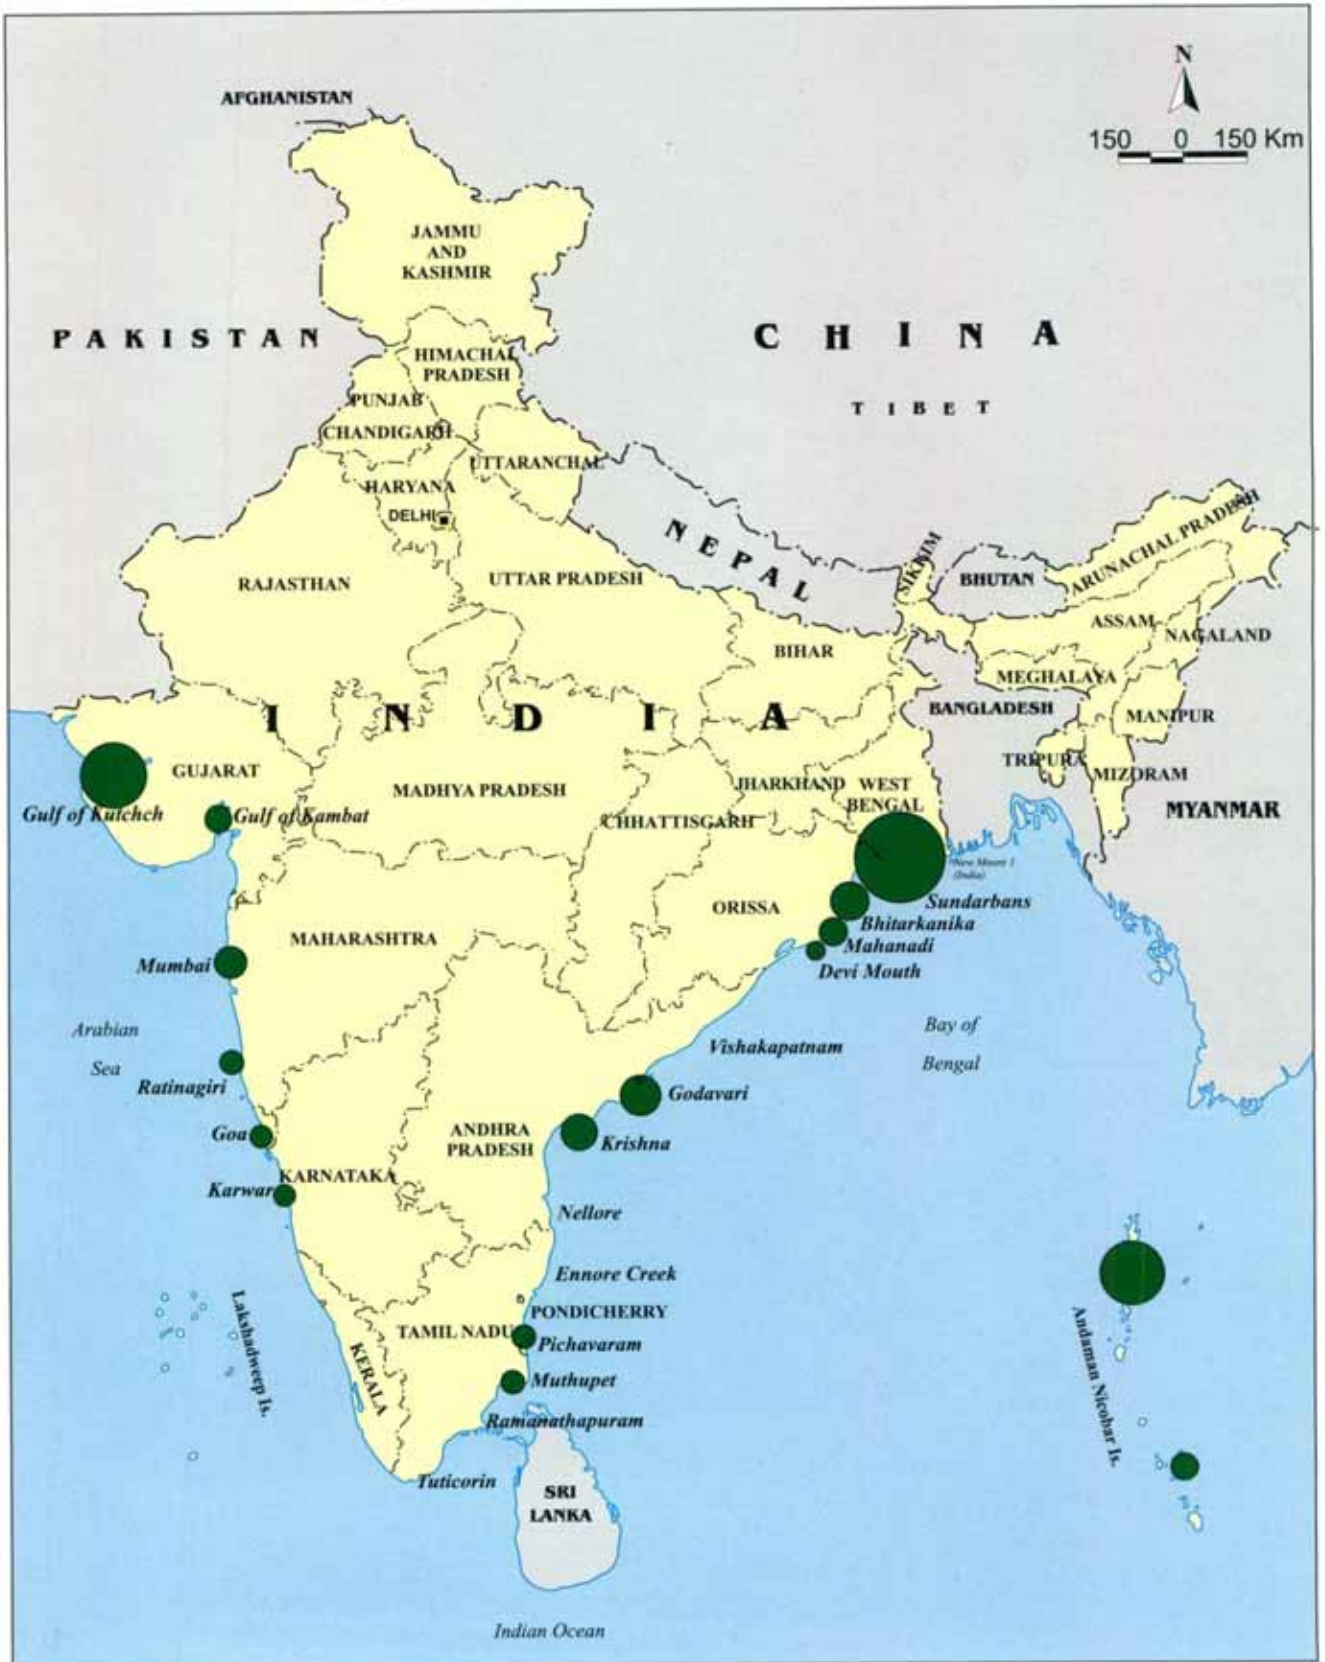 N
AFGHANISTAN
150 0 150 Km
JAMMU
AND
KASHMIR
PAKISTAN
CHINA
HIMACHAL
PRADESH
TIBET
PUNJAB
CHANDIGARH
UTTARANCHAL
HARYANA
DELHI
NEPAL
SIKKIM
BHUTAN
ARUNACHAL PRADESH
RAJASTHAN
UTTAR PRADESH
ASSAM
NAGALAND
BIHAR
MEGHALAYA
INDIA
BANGLADESH
MANIPUR
GUJARAT
TRIPURA
MIZORAM
MADHYA PRADESH
JHARKHAND
WEST
BENGAL
MYANMAR
Gulf of Kutchch
Gulf of Kambat
CHHATTISGARH
New Moore I
(India)
Sundarbans
ORISSA
Bhitarkanika
MAHARASHTRA
Mahanadi
Mumbai
Devi Mouth
Arabian
Sea
Bay of
Bengal
Vishakapatnam
Ratinagiri
Godavari
Goa
ANDHRA
PRADESH
Krishna
KARNATAKA
Karwar
Nellore
Ennore Creek
Lakshadweep Is.
PONDICHERRY
TAMIL NADU
Pichavaram
KERALA
Andaman Nicobar Is.
Muthupet
Ramanathapuram
Tuticorin
SRI
LANKA
Indian Ocean